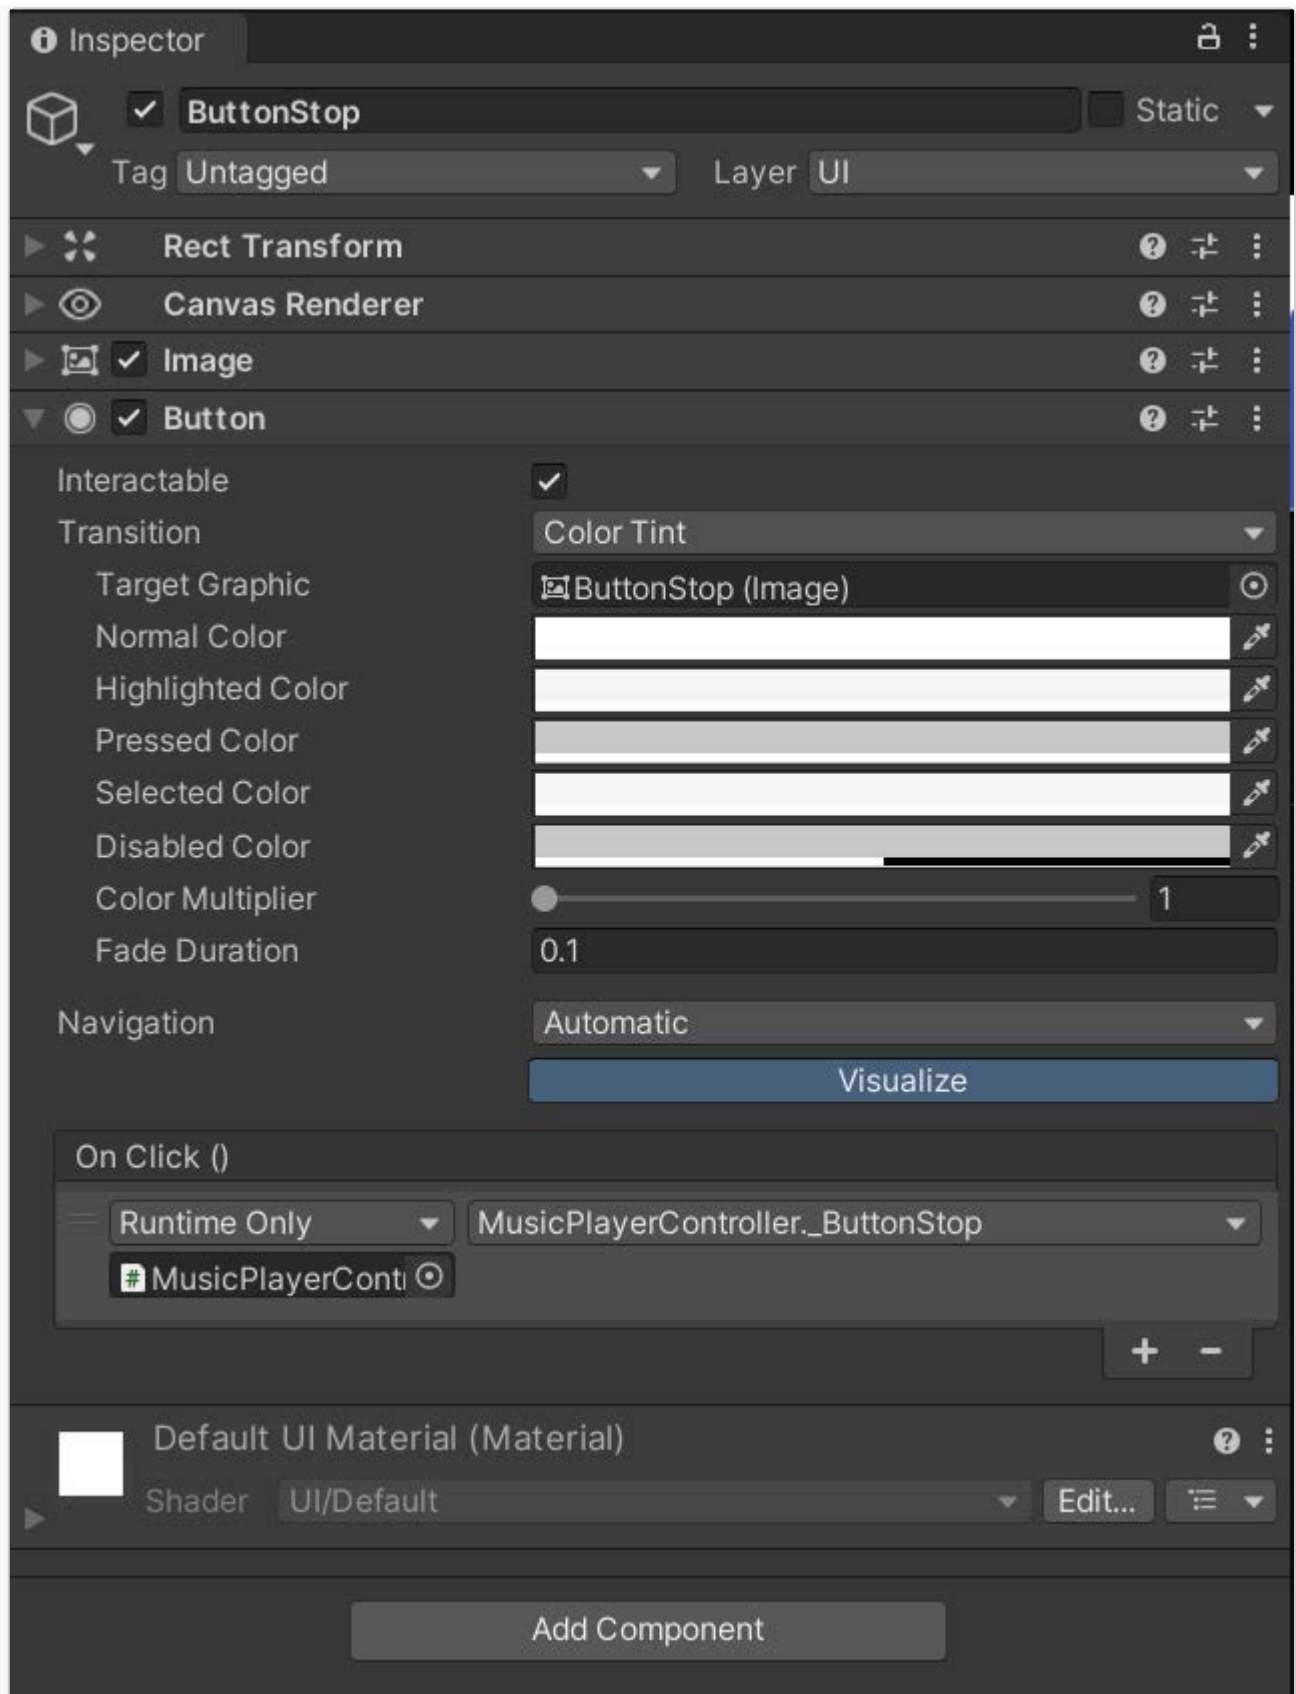 Inspector
ButtonStop Static
Tag Untagged Layer UI
Rect Transform
Canvas Renderer
Image
Button
Interactable
Transition Color Tint
Target Graphic ButtonStop (Image)
Normal Color
Highlighted Color
Pressed Color
Selected Color
Disabled Color
Color Multiplier 1
Fade Duration 0.1
Navigation Automatic
Visualize
On Click ()
Runtime Only MusicPlayerController._ButtonStop
# MusicPlayerCont
Default UI Material (Material)
Shader UI/Default Edit...
Add Component